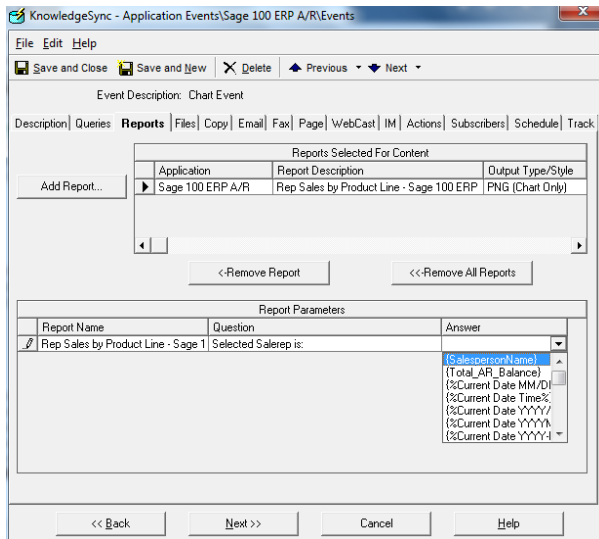 KnowledgeSync - Application Events\Sage 100 ERP A/R\Events
File Edit Help
Save and Close Save and New Delete Previous Next
Event Description: Chart Event
Description Queries Reports Files Copy Email Fax Page WebCast IM Actions Subscribers Schedule Track
Reports Selected For Content
Application Report Description Output Type/Style
Add Report...
Sage 100 ERP A/R Rep Sales by Product Line - Sage 100 ERP PNG (Chart Only)
<-Remove Report <<-Remove All Reports
Report Parameters
Report Name Question Answer
Rep Sales by Product Line - Sage 1 Selected Salerep is:
{SalespersonName}
{Total_AR_Balance}
{%Current Date MM/DI
{%Current Date Time%
{%Current Date YYYY/
{%Current Date YYYYM
{%Current Date YYYY-I
<< Back Next >> Cancel Help